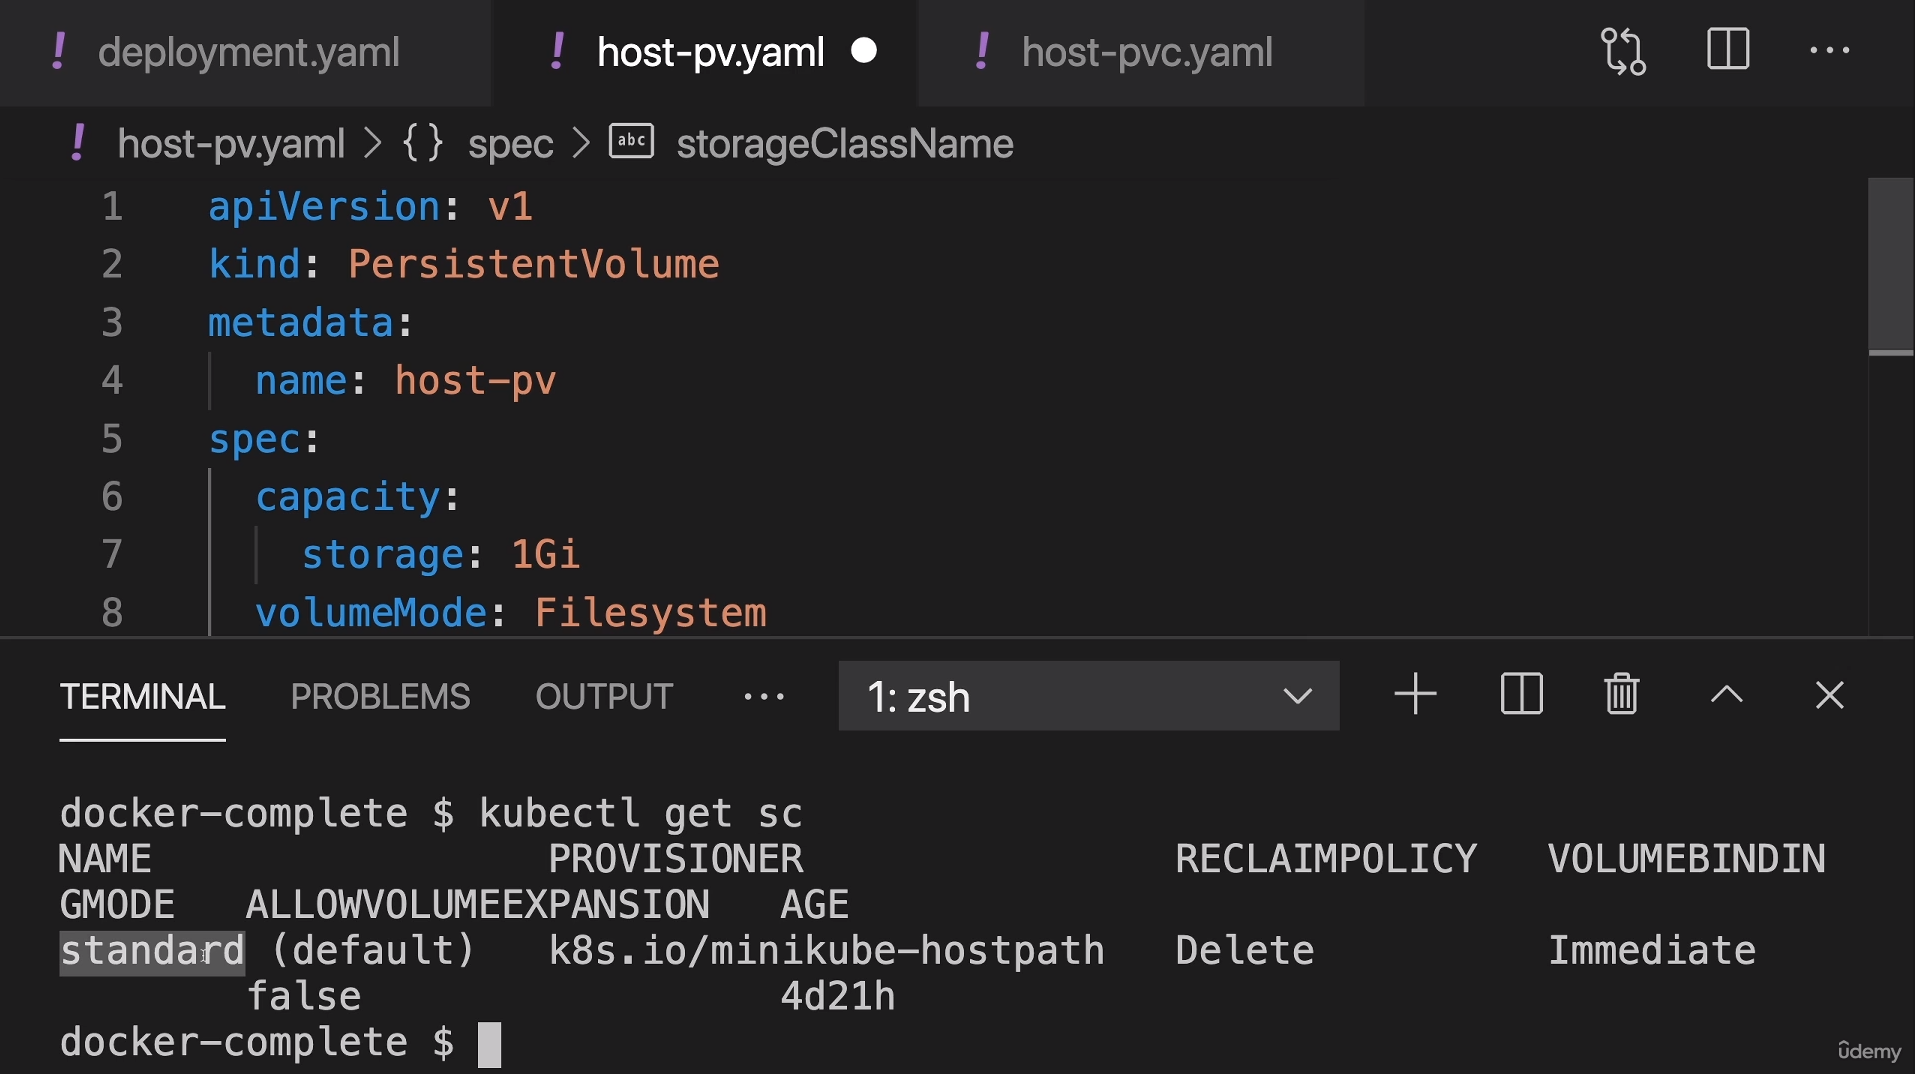 ! deployment.yaml ! host-pv.yaml ! host-pvc.yaml ...
! host-pv.yaml > {} spec > abc storageClassName
1 apiVersion: v1
2 kind: PersistentVolume
3 metadata:
4 name: host-pv
5 spec:
6 capacity:
7 storage: 1Gi
8 volumeMode: Filesystem
TERMINAL PROBLEMS OUTPUT ... 1: zsh
docker-complete $ kubectl get sc
NAME PROVISIONER RECLAIMPOLICY VOLUMEBINDIN
GMODE ALLOWVOLUMEEXPANSION AGE
standard (default) k8s.io/minikube-hostpath Delete Immediate
false 4d21h
docker-complete $
udemy